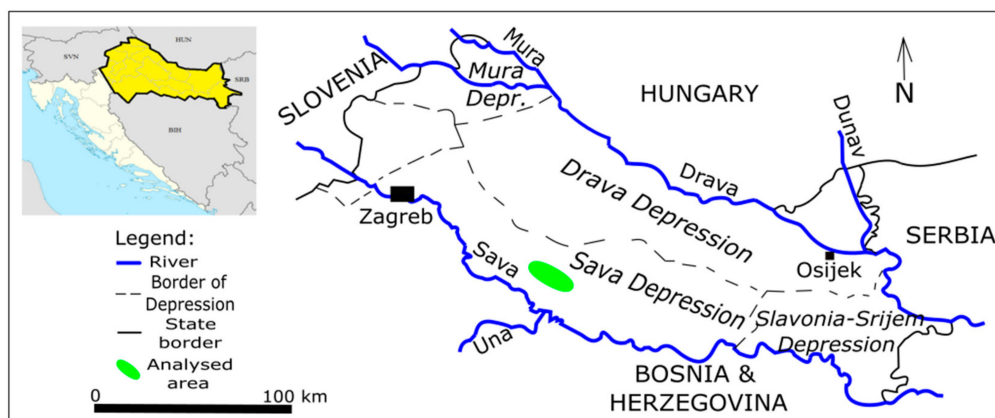 HUN
SVN
SRB
BIH
Legend:
River
Border of
Depression
State
border
Analysed
area
0
100 km
SLOVENIA
Mura
Mura
Depr.
HUNGARY
N
Dunav
Drava
Drava Depression
Zagreb
Sava
Sava Depression
SERBIA
Osijek
Una
Slavonia-Srijem
Depression
BOSNIA &
HERZEGOVINA